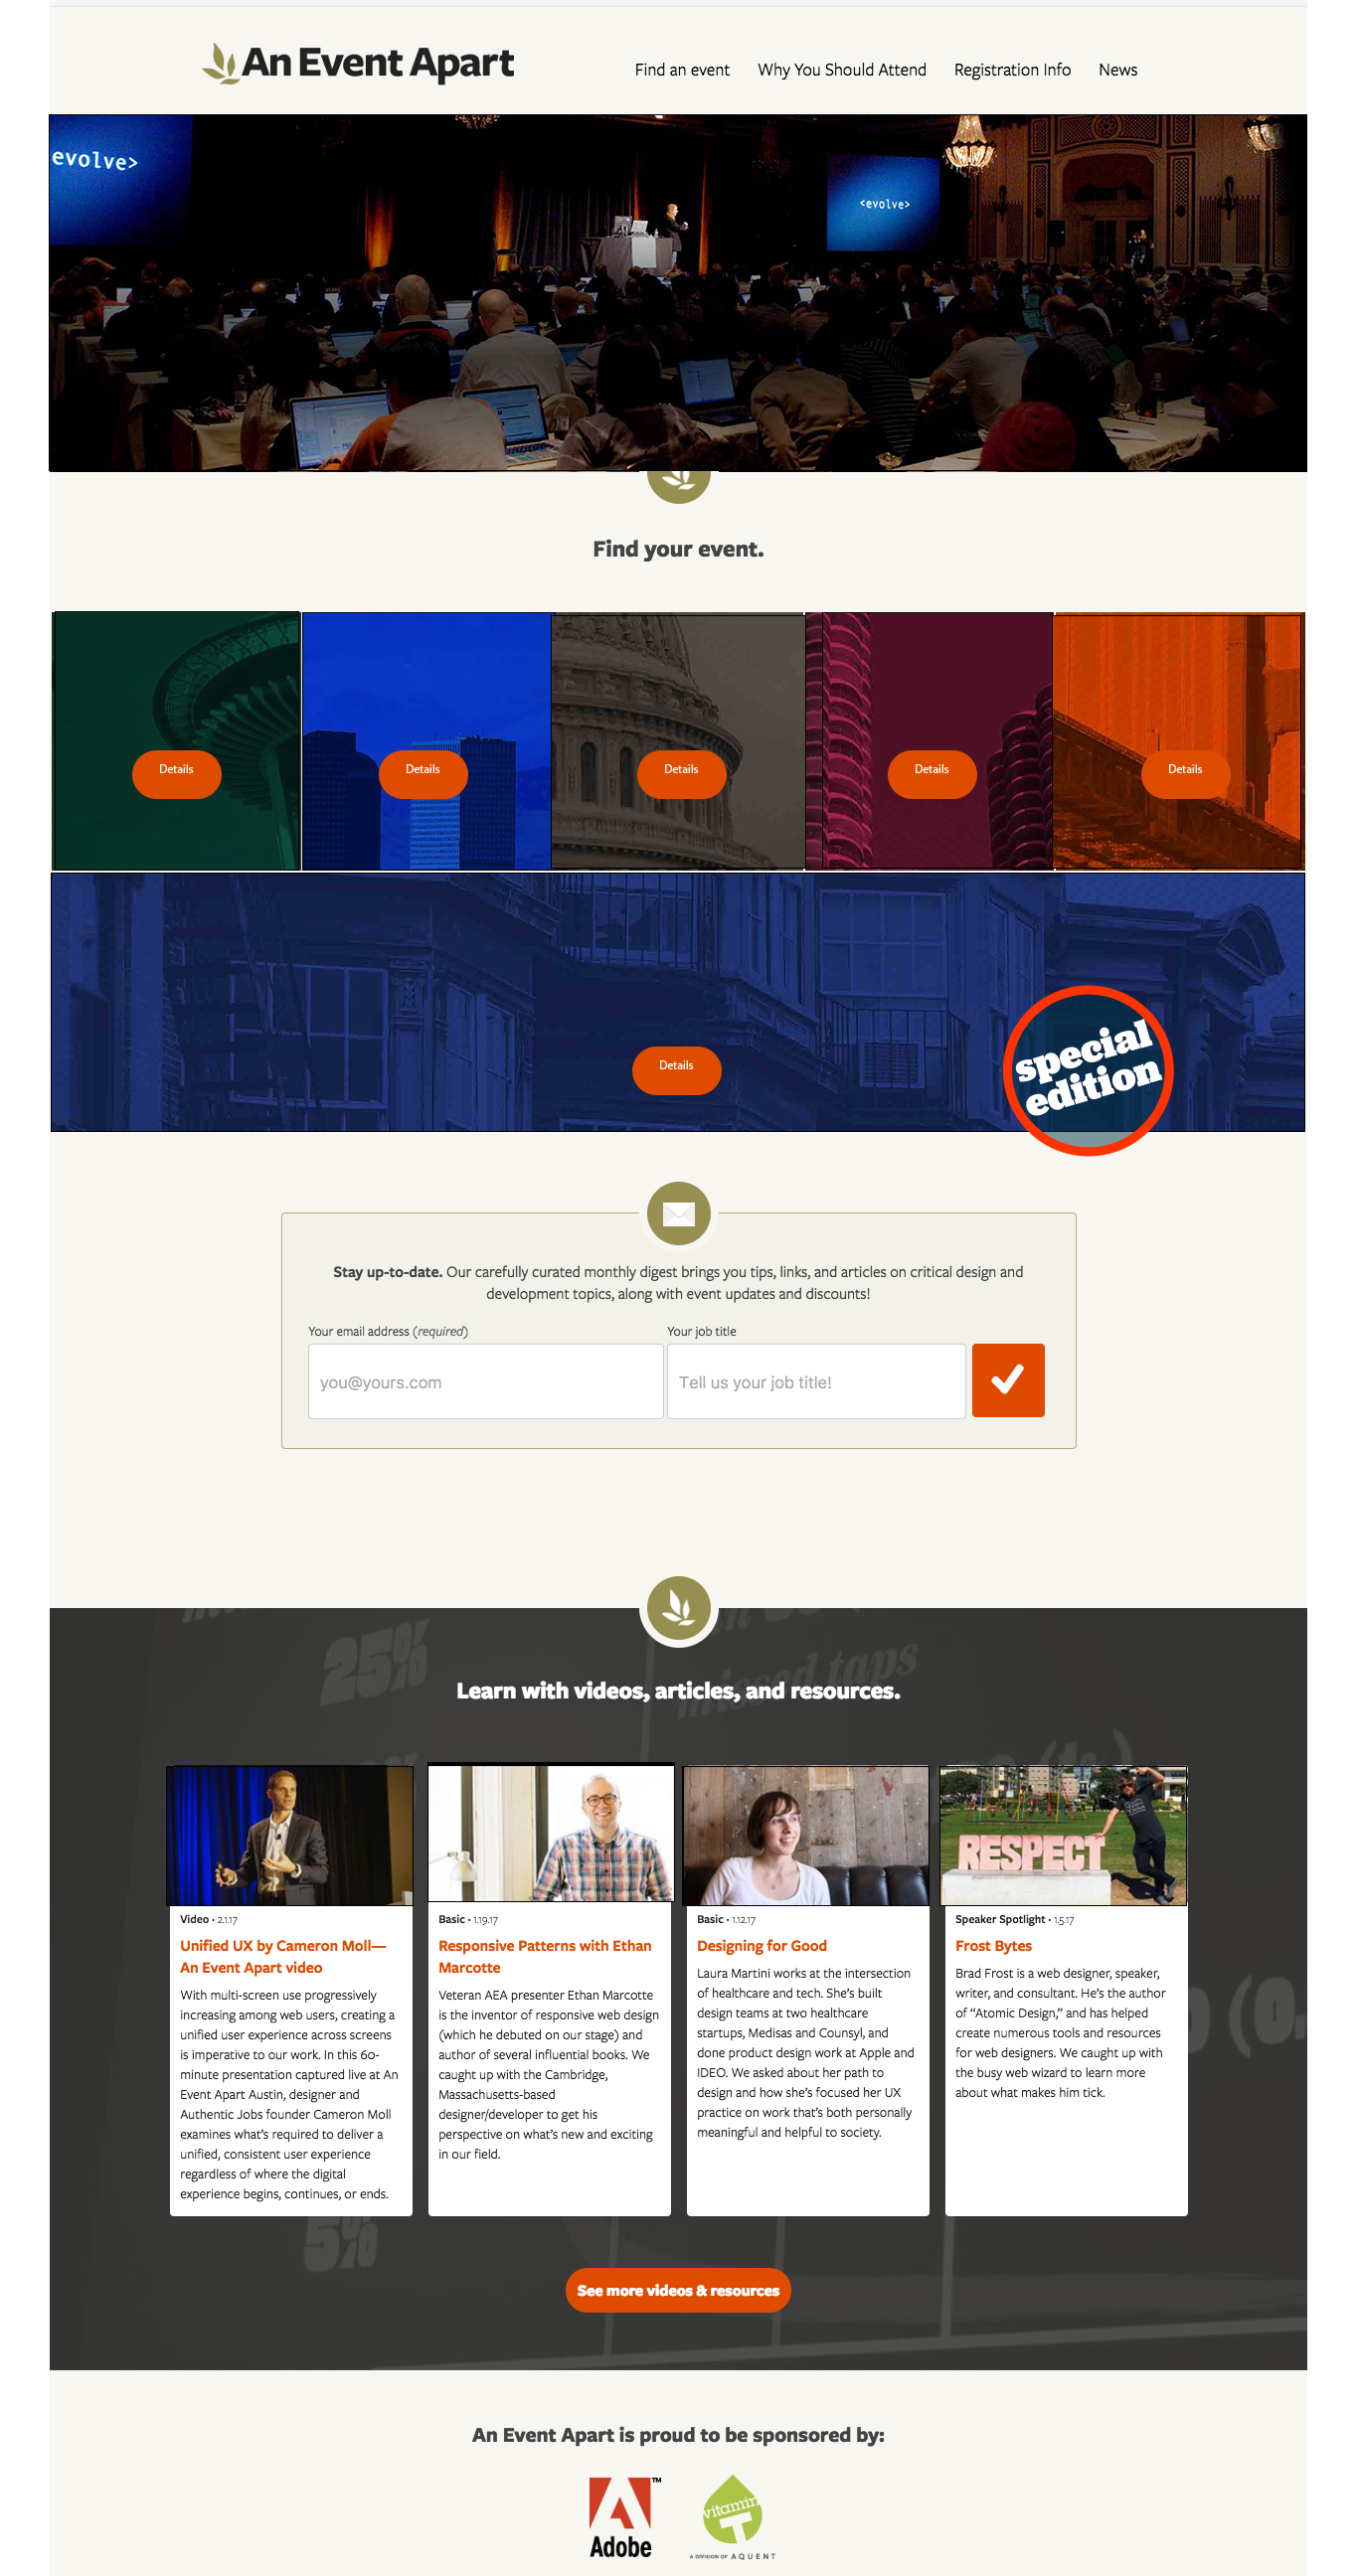 An Event Apart
Find an event Why You Should Attend Registration Info News
evolve>
<evolve>
Find your event.
Details Details Details Details Details
Details
special
edition
Stay up-to-date. Our carefully curated monthly digest brings you tips, links, and articles on critical design and
development topics, along with event updates and discounts!
Your email address (required) Your job title
you@yours.com Tell us your job title!
25%
missed taps
Learn with videos, articles, and resources.
RESPECT
Video • 2.1.17
Unified UX by Cameron Moll—
An Event Apart video
With multi-screen use progressively
increasing among web users, creating a
unified user experience across screens
is imperative to our work. In this 60-
minute presentation captured live at An
Event Apart Austin, designer and
Authentic Jobs founder Cameron Moll
examines what's required to deliver a
unified, consistent user experience
regardless of where the digital
experience begins, continues, or ends.
Basic • 1.19.17
Responsive Patterns with Ethan
Marcotte
Veteran AEA presenter Ethan Marcotte
is the inventor of responsive web design
(which he debuted on our stage) and
author of several influential books. We
caught up with the Cambridge,
Massachusetts-based
designer/developer to get his
perspective on what's new and exciting
in our field.
Basic • 1.12.17
Designing for Good
Laura Martini works at the intersection
of healthcare and tech. She's built
design teams at two healthcare
startups, Medisas and Counsyl, and
done product design work at Apple and
IDEO. We asked about her path to
design and how she's focused her UX
practice on work that's both personally
meaningful and helpful to society.
Speaker Spotlight • 1.5.17
Frost Bytes
Brad Frost is a web designer, speaker,
writer, and consultant. He's the author
of “Atomic Design,” and has helped
create numerous tools and resources
for web designers. We caught up with
the busy web wizard to learn more
about what makes him tick.
5%
See more videos & resources
An Event Apart is proud to be sponsored by:
Adobe™
vitamin T
A DIVISION OF AQUENT